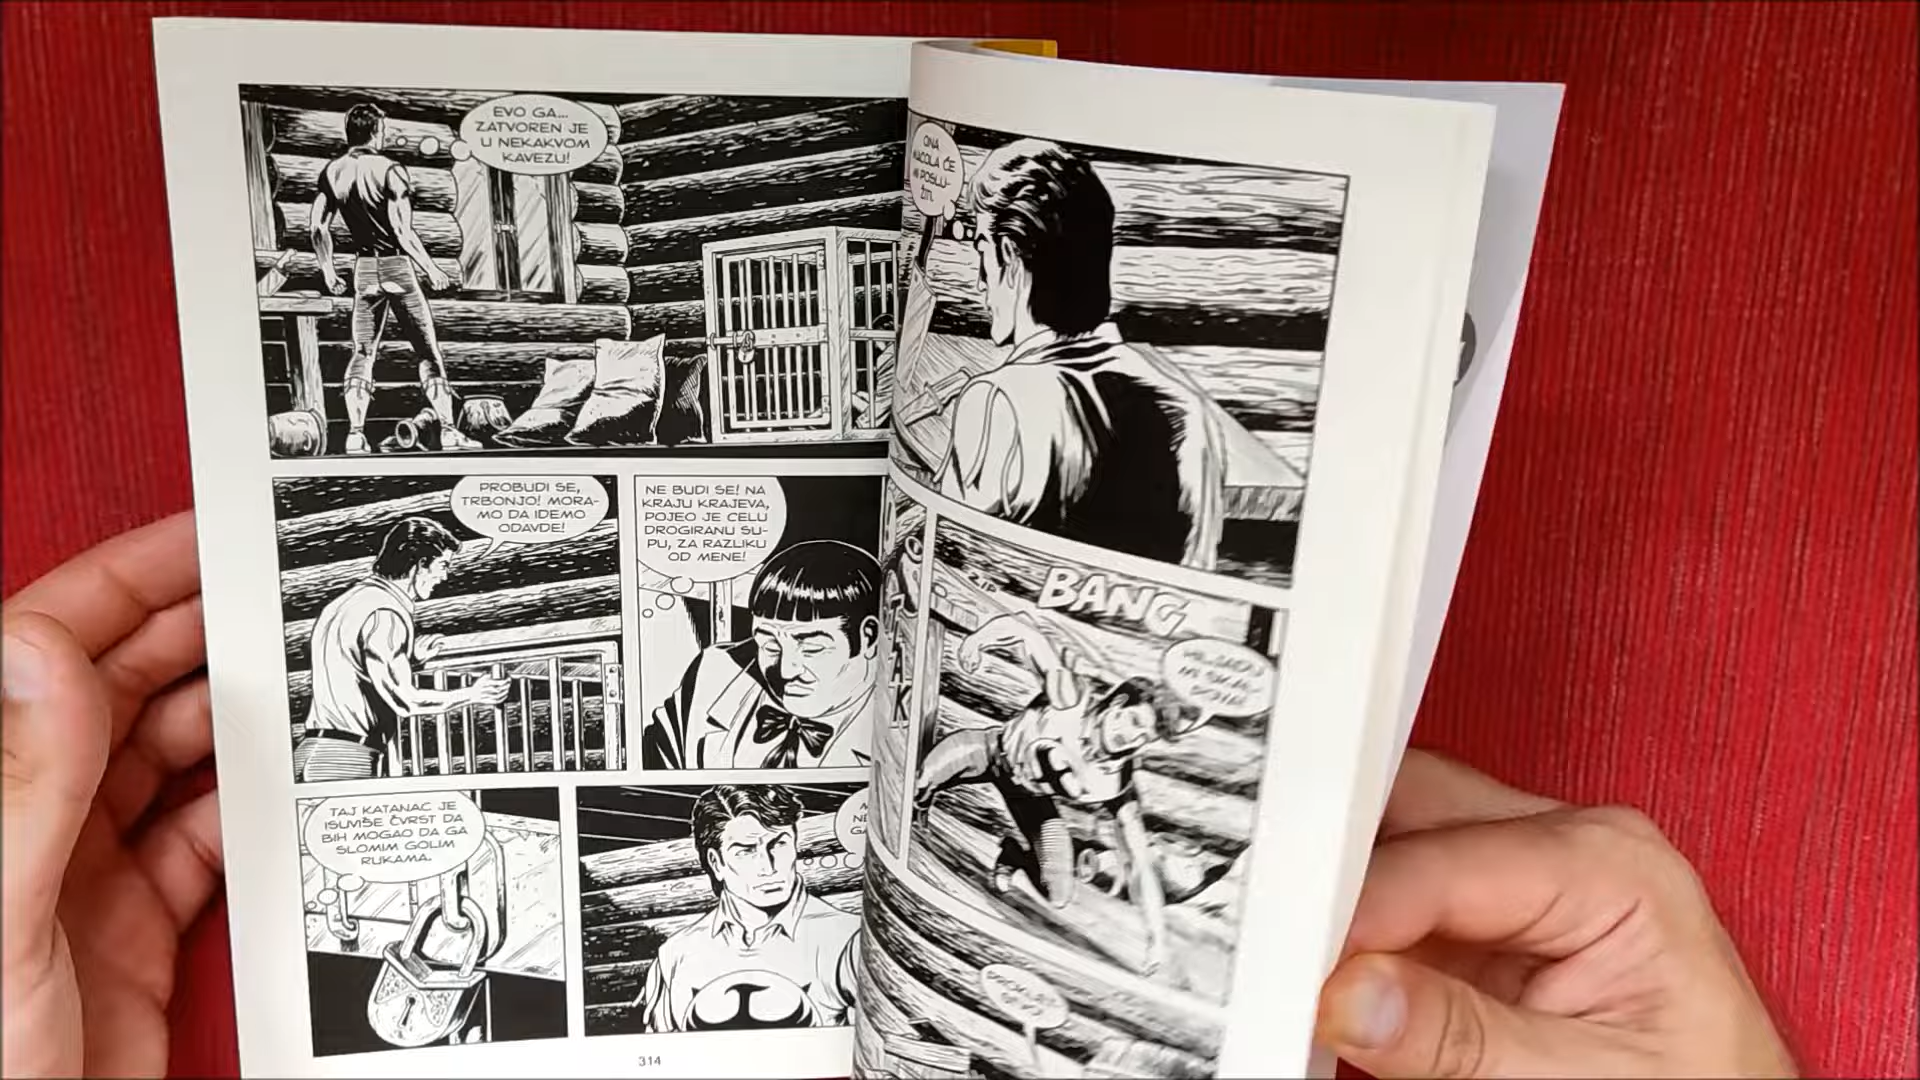 EVO GA...
ZATVOREN JE
U NEKAKVOM
KAVEZU!
PROBUDI SE,
TRBONJO! MORA-
MO DA IDEMO
ODAVDE!
NE BUDI SE! NA
KRAJU KRAJEVA,
POJEO JE CELU
DROGIRANU SU-
PU, ZA RAZLIKU
OD MENE!
TAJ KATANAC JE
ISUVIŠE ČVRST DA
BIH MOGAO DA GA
SLOMIM GOLIM
RUKAMA.
314
ONA
MACOLA ĆE
MI POSLU-
ŽITI.
ZIP
BANG